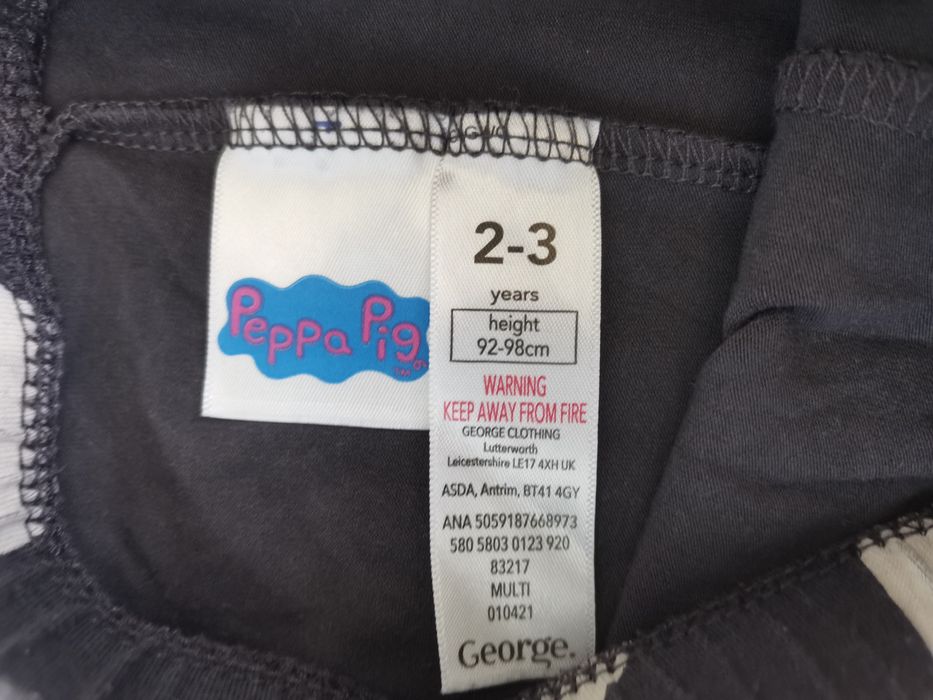 Peppa Pig
TM
2-3
years
height
92-98cm
WARNING
KEEP AWAY FROM FIRE
GEORGE CLOTHING
Lutterworth
Leicestershire LE17 4XH UK
ASDA, Antrim, BT41 4GY
ANA 5059187668973
580 5803 0123 920
83217
MULTI
010421
George.